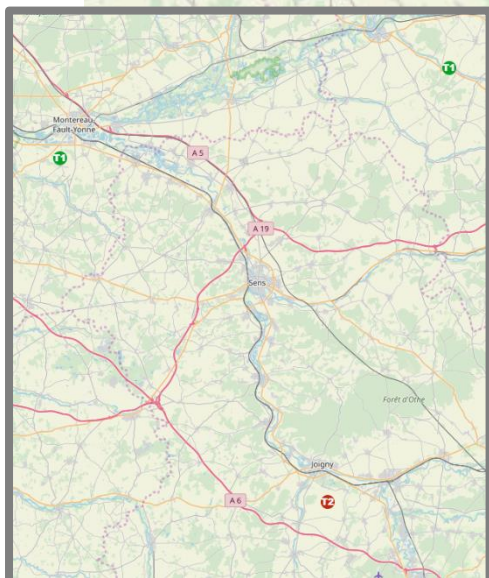 T1
Montereau
Fault-Yonne
T1
A 5
A 19
Sens
Forêt d'Othe
Joigny
T2
A 6